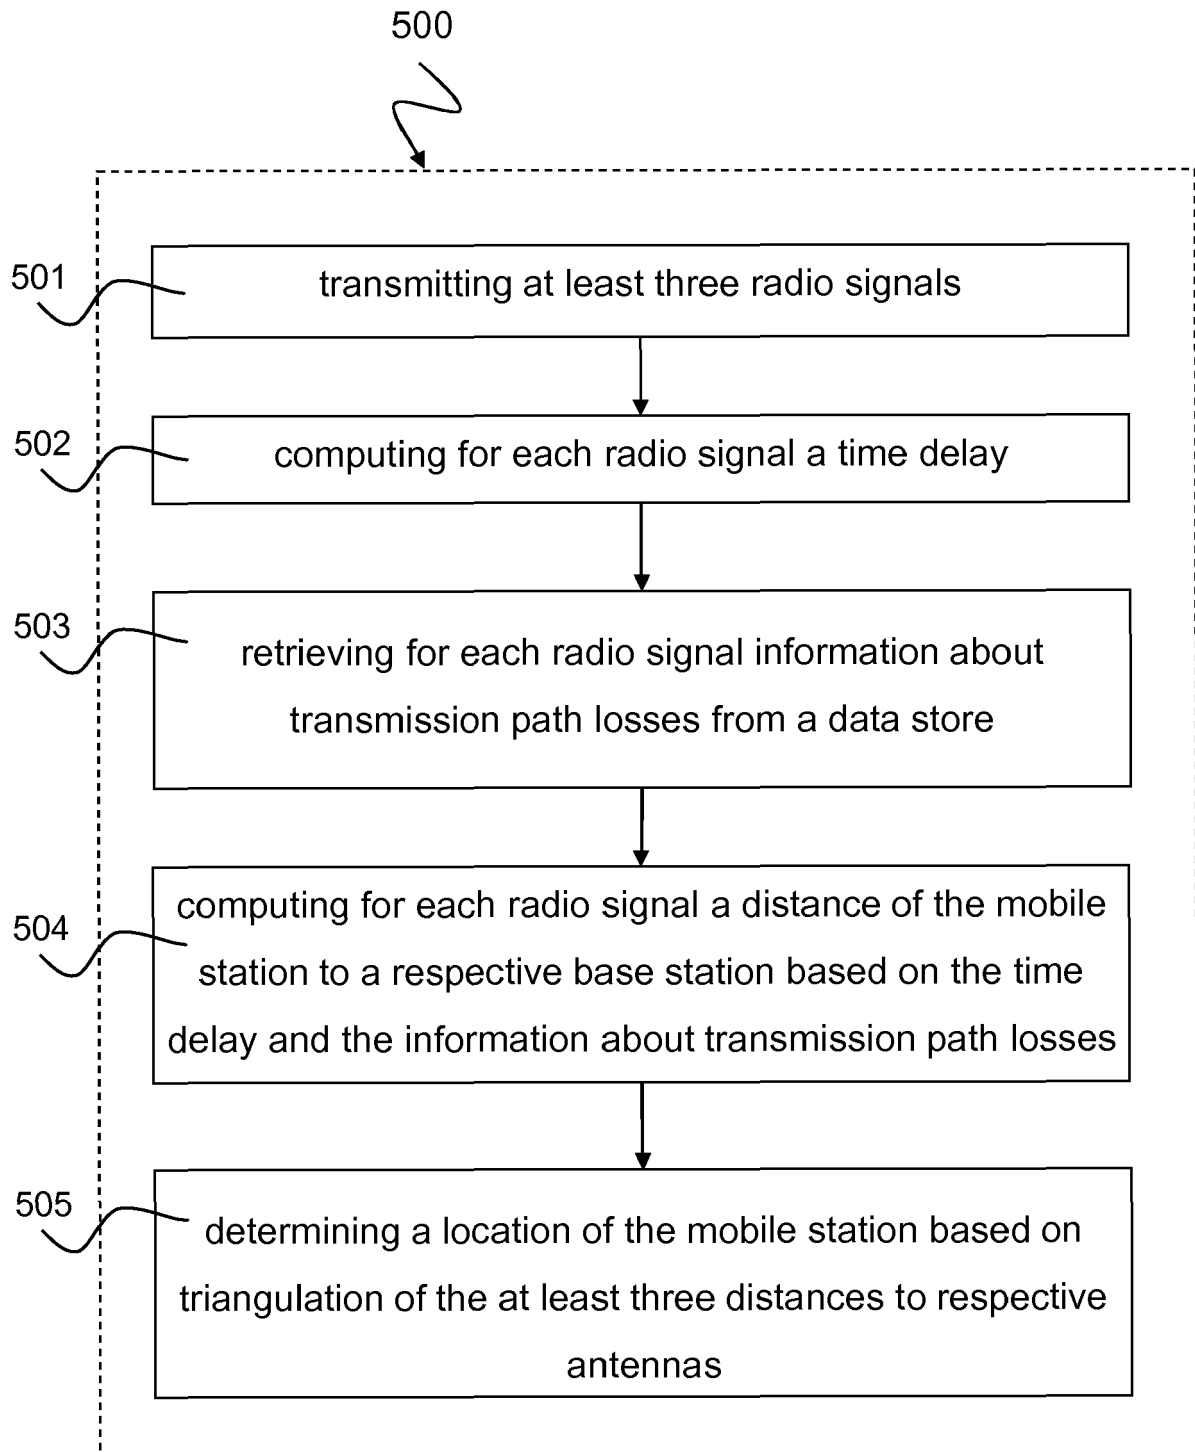 500
501
transmitting at least three radio signals
502
computing for each radio signal a time delay
503
retrieving for each radio signal information about
transmission path losses from a data store
504
computing for each radio signal a distance of the mobile
station to a respective base station based on the time
delay and the information about transmission path losses
505
determining a location of the mobile station based on
triangulation of the at least three distances to respective
antennas